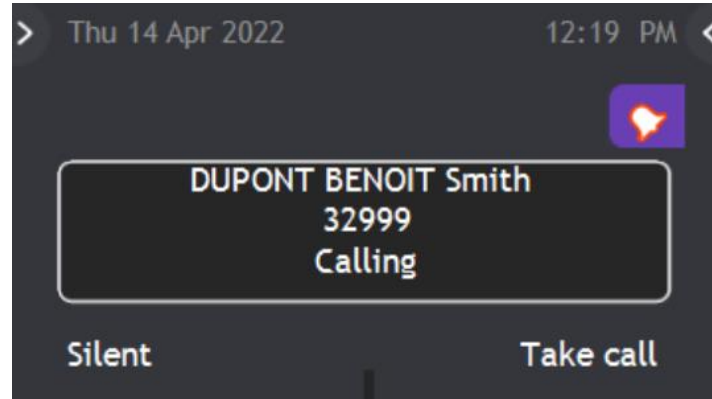 Thu 14 Apr 2022 12:19 PM
DUPONT BENOIT Smith
32999
Calling
Silent Take call